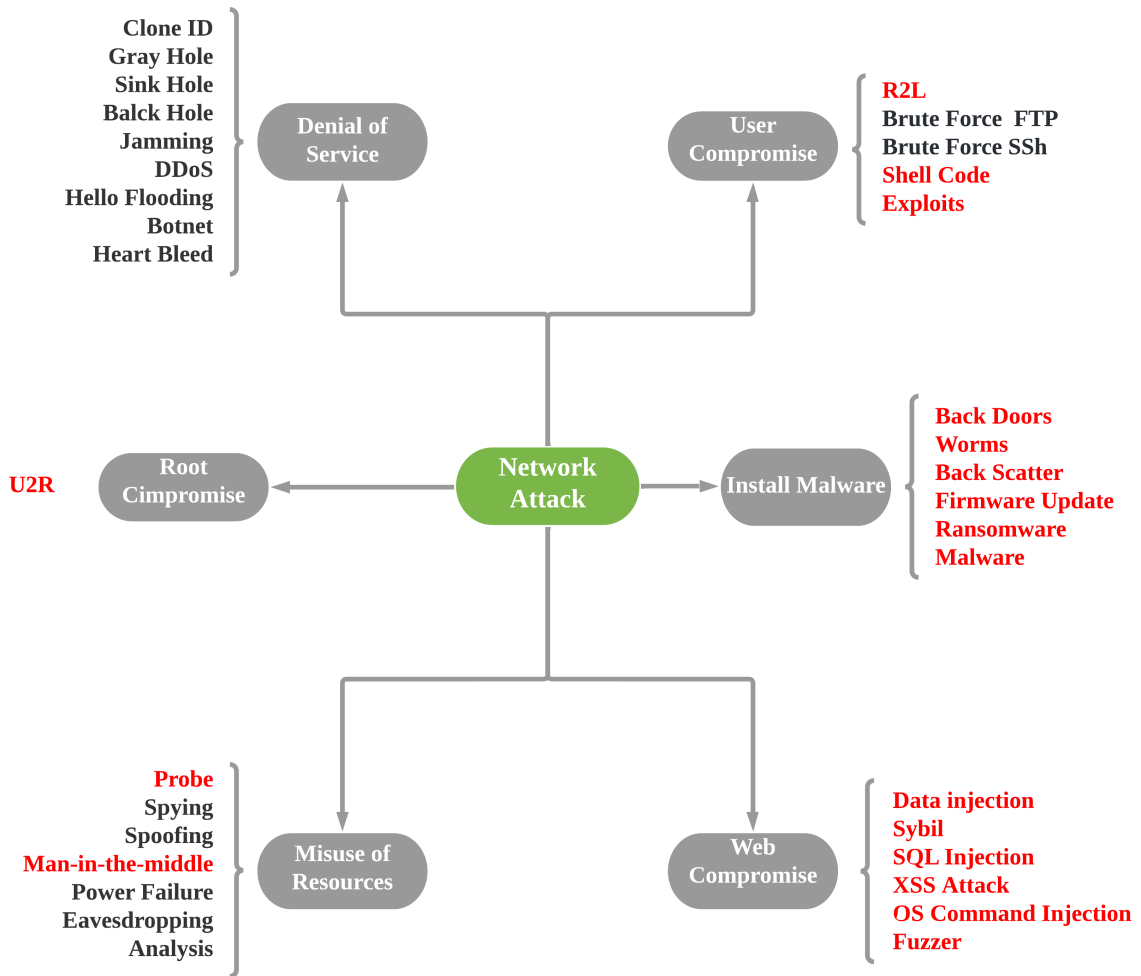 Clone ID
Gray Hole
Sink Hole
Balck Hole
Jamming
DDoS
Hello Flooding
Botnet
Heart Bleed
Denial of
Service
User
Compromise
R2L
Brute Force  FTP
Brute Force SSh
Shell Code
Exploits
U2R
Root
Cimpromise
Network
Attack
Install Malware
Back Doors
Worms
Back Scatter
Firmware Update
Ransomware
Malware
Probe
Spying
Spoofing
Man-in-the-middle
Power Failure
Eavesdropping
Analysis
Misuse of
Resources
Web
Compromise
Data injection
Sybil
SQL Injection
XSS Attack
OS Command Injection
Fuzzer